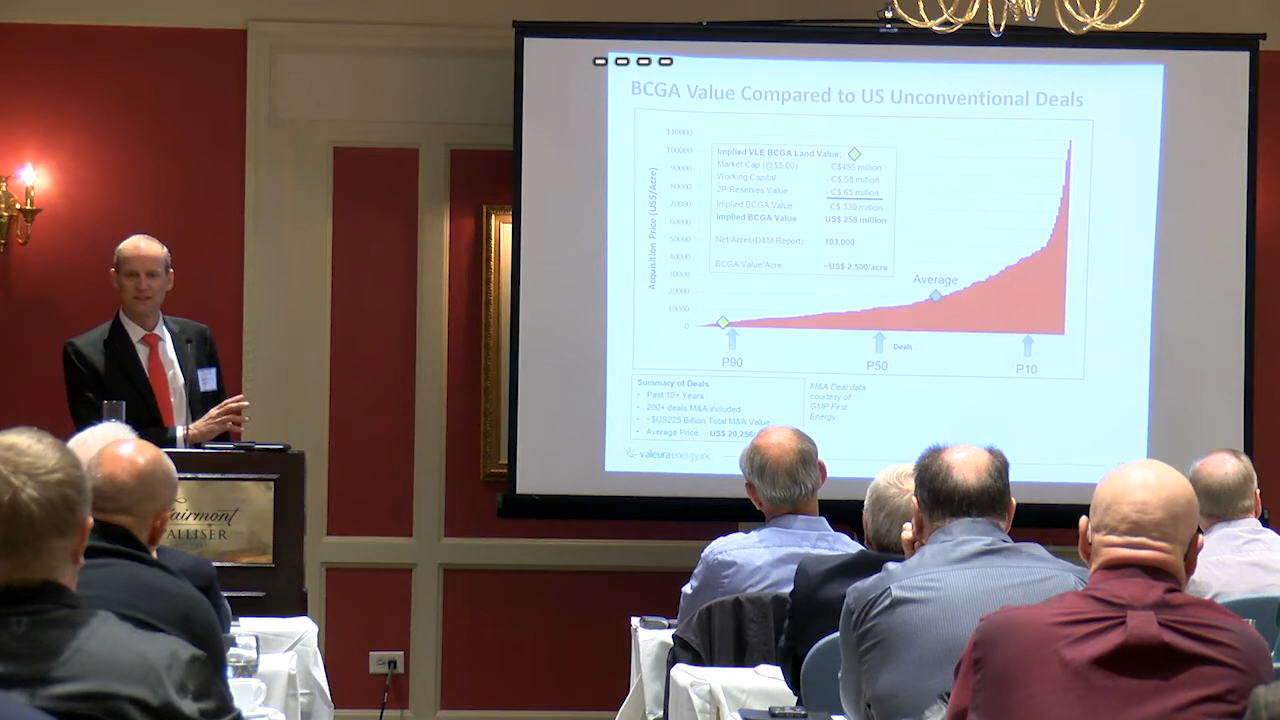 BCGA Value Compared to US Unconventional Deals
Acquisition Price (US$/Acre)
110000
100000
90000
80000
70000
60000
50000
40000
30000
20000
10000
0
Implied VLE BCGA Land Value:
Market Cap (@$5.00) C$455 million
Working Capital - C$ 58 million
2P Reserves Value - C$ 65 million
Implied BCGA Value C$ 330 million
Implied BCGA Value US$ 258 million
Net Acres(D&M Report) 103,000
BCGA Value/Acre ~US$ 2,500/acre
Average
P90
P50
Deals
P10
Summary of Deals
• Past 10+ Years
• 200+ deals M&A included
• ~$US225 Billion Total M&A Value
• Average Price US$ 20,256/
M&A Deal data
courtesy of
GMP First
Energy
valeura energy inc
Fairmont
ALLISER